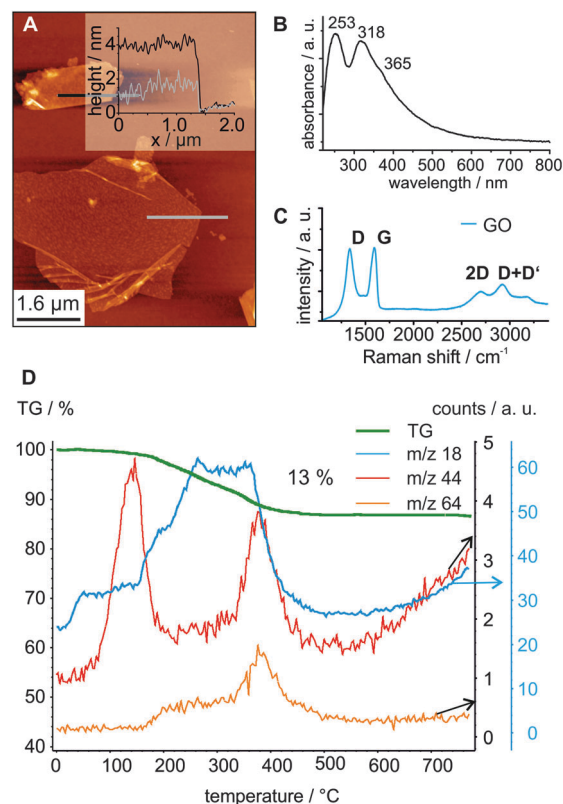 A
height / nm
4
2
0
0
1.0
2.0
x / µm
1.6 µm
B
253
318
365
absorbance / a. u.
300 400 500 600 700 800
wavelength / nm
C
GO
D G
2D D+D‘
intensity / a. u.
1500 2000 2500 3000
Raman shift / cm-1
D
TG / %
counts / a. u.
TG
m/z 18
m/z 44
m/z 64
13 %
100
90
80
70
60
50
40
5
4
3
2
1
0
60
50
40
30
20
10
0
0 100 200 300 400 500 600 700
temperature / °C